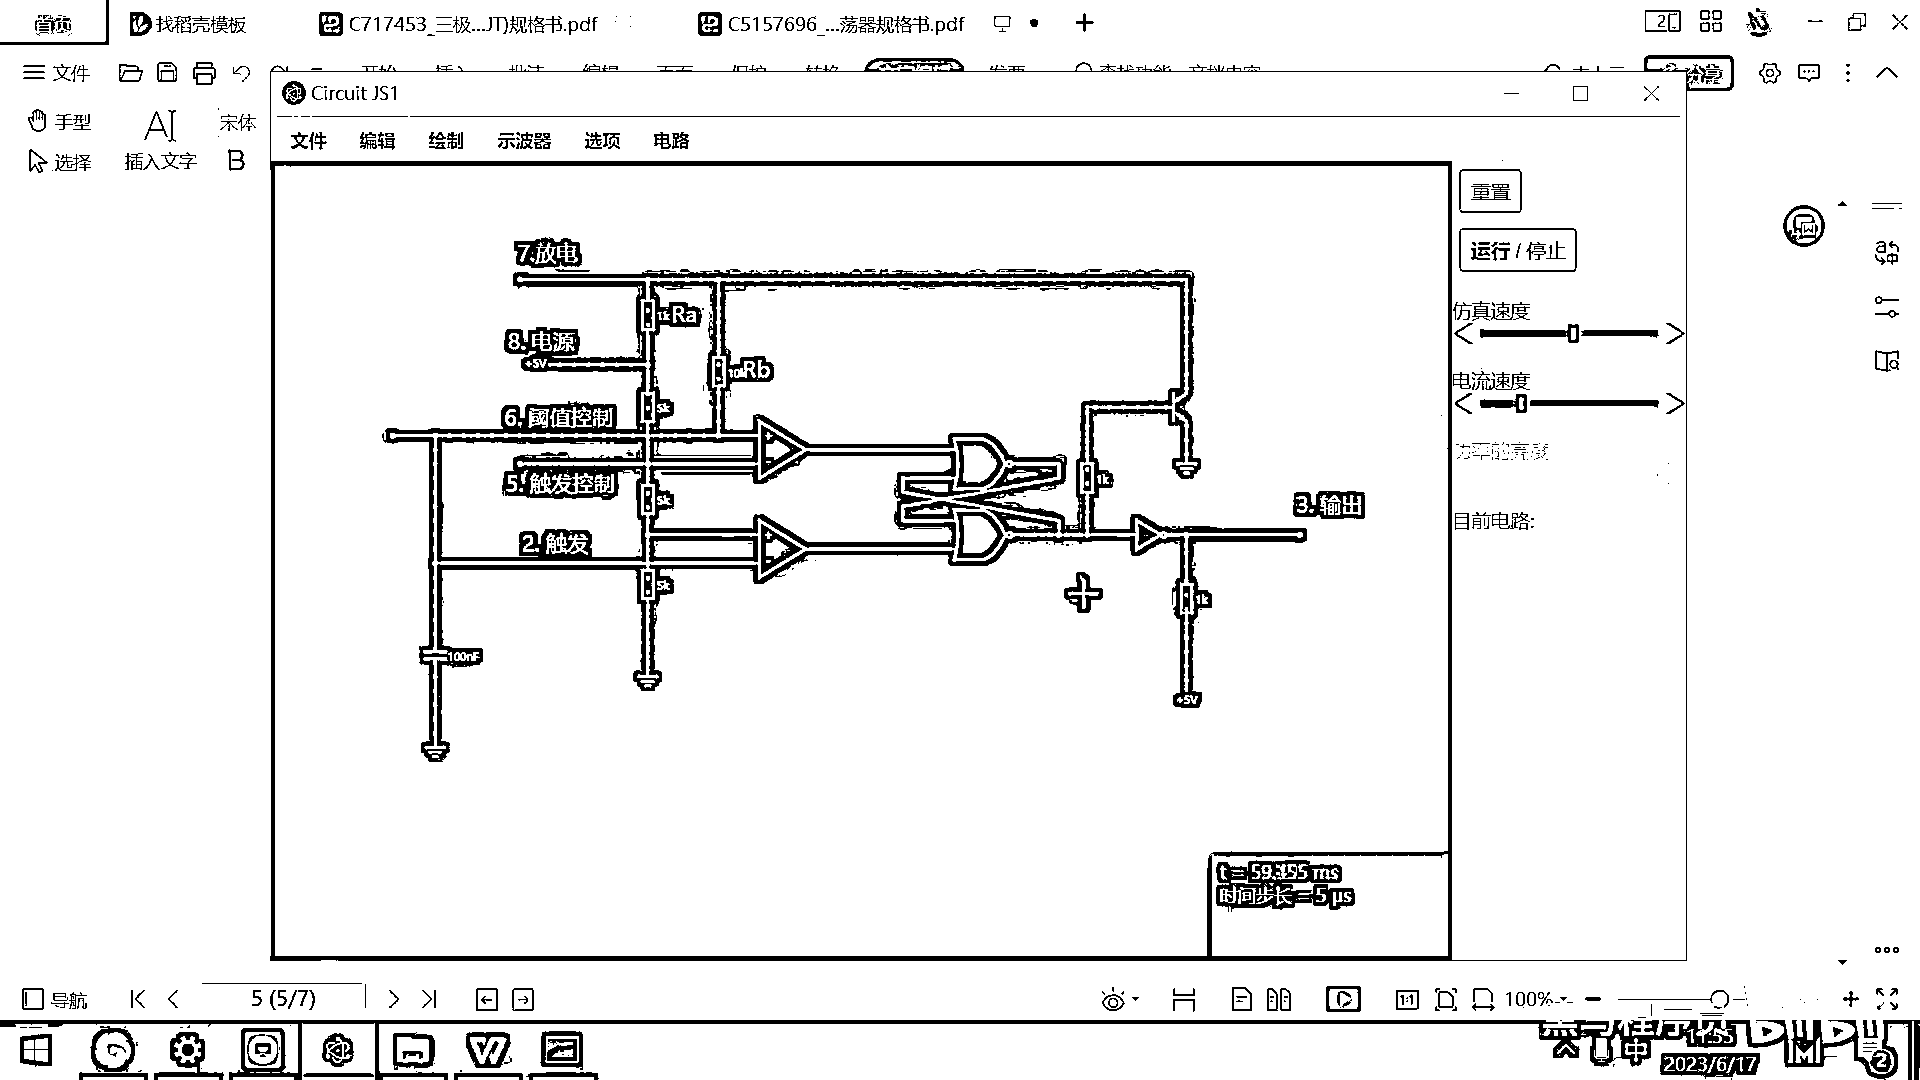 首页 找稻壳模板 C717453_三极...JT)规格书.pdf C5157696_...荡器规格书.pdf
文件
Circuit JS1
手型 插入文字 宋体
选择 B
文件 编辑 绘制 示波器 选项 电路
重置
运行 / 停止
仿真速度
电流速度
功率的亮度
目前电路:
7.放电
Ra
8. 电源
+5V
Rb
6. 阈值控制
5k
5. 触发控制
5k
1k
3. 输出
2. 触发
5k
1k
100nF
+5V
t = 59.395 ms
时间步长 = 5 µs
导航 5 (5/7) 1:1 100%
中
2023/6/17
2